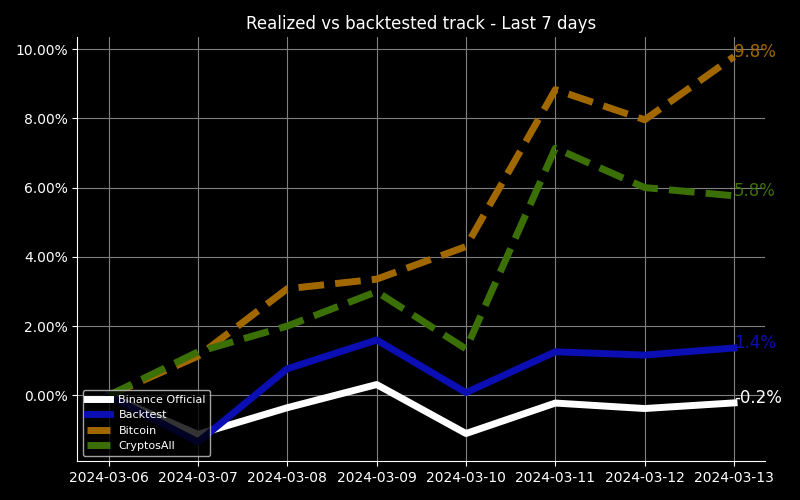 Realized vs backtested track - Last 7 days
10.00%
8.00%
6.00%
4.00%
2.00%
0.00%
9.8%
5.8%
1.4%
-0.2%
Binance Official
Backtest
Bitcoin
CryptosAll
2024-03-06 2024-03-07 2024-03-08 2024-03-09 2024-03-10 2024-03-11 2024-03-12 2024-03-13